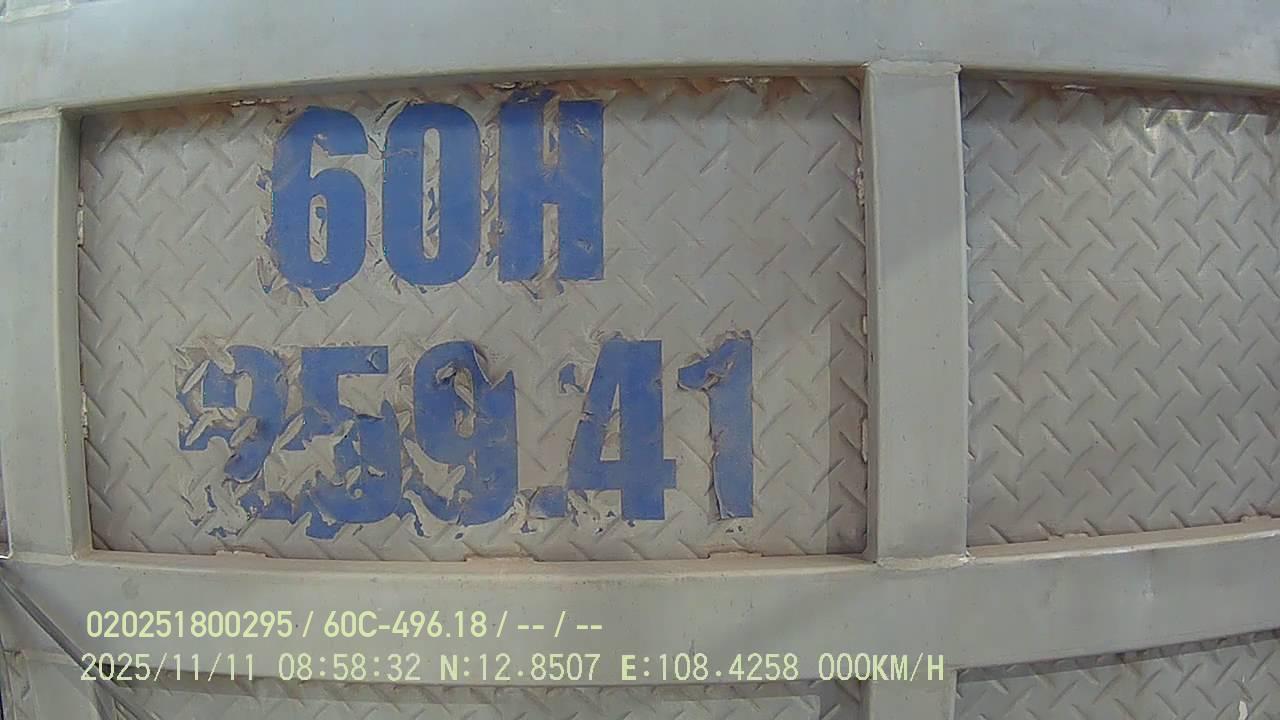 60H
259.41
020251800295 / 60C-496.18 / -- / --
2025/11/11 08:58:32 N:12.8507 E:108.4258 000KM/H